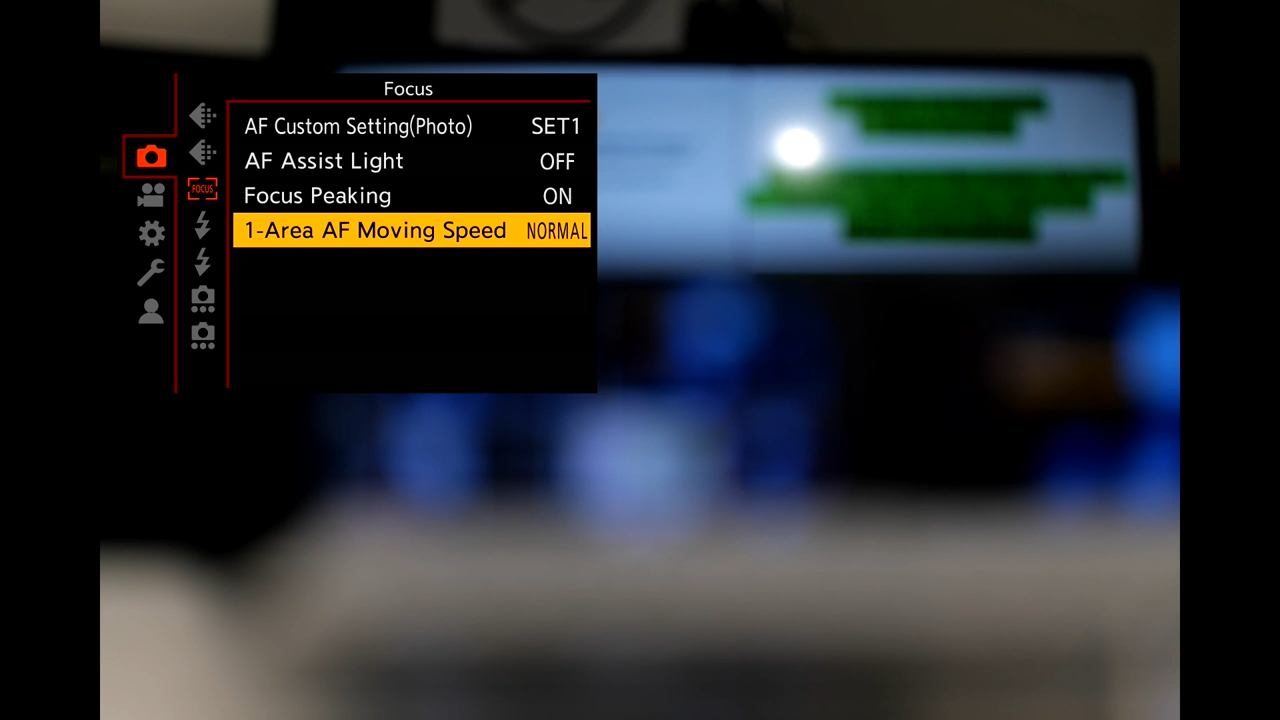 Focus
AF Custom Setting(Photo) SET1
AF Assist Light OFF
FOCUS
Focus Peaking ON
1-Area AF Moving Speed NORMAL